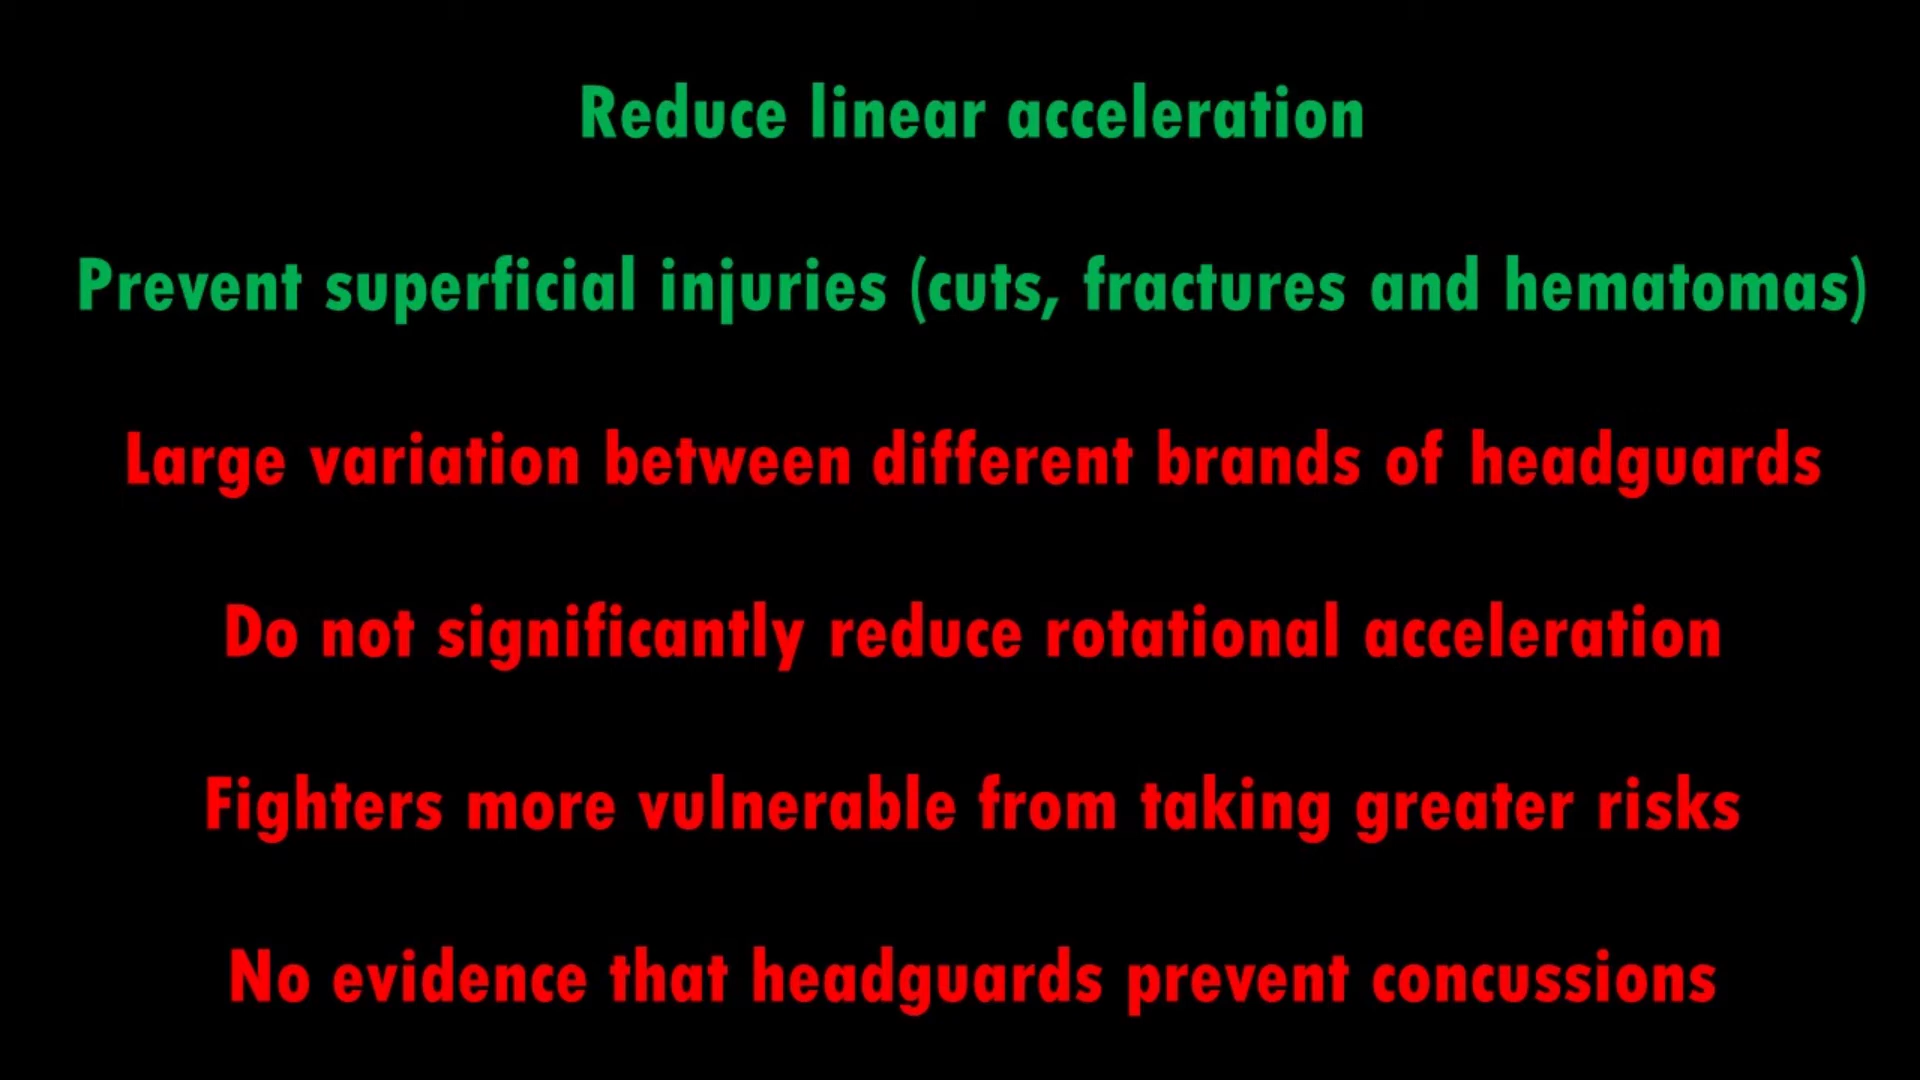 Reduce linear acceleration
Prevent superficial injuries (cuts, fractures and hematomas)
Large variation between different brands of headguards
Do not significantly reduce rotational acceleration
Fighters more vulnerable from taking greater risks
No evidence that headguards prevent concussions